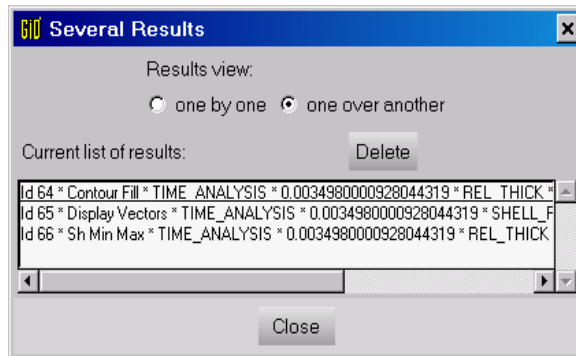 GiD Several Results
Results view:
one by one one over another
Current list of results: Delete
Id 64 * Contour Fill * TIME_ANALYSIS * 0.0034980000928044319 * REL_THICK *
Id 65 * Display Vectors * TIME_ANALYSIS * 0.0034980000928044319 * SHELL_F
Id 66 * Sh Min Max * TIME_ANALYSIS * 0.0034980000928044319 * REL_THICK
Close